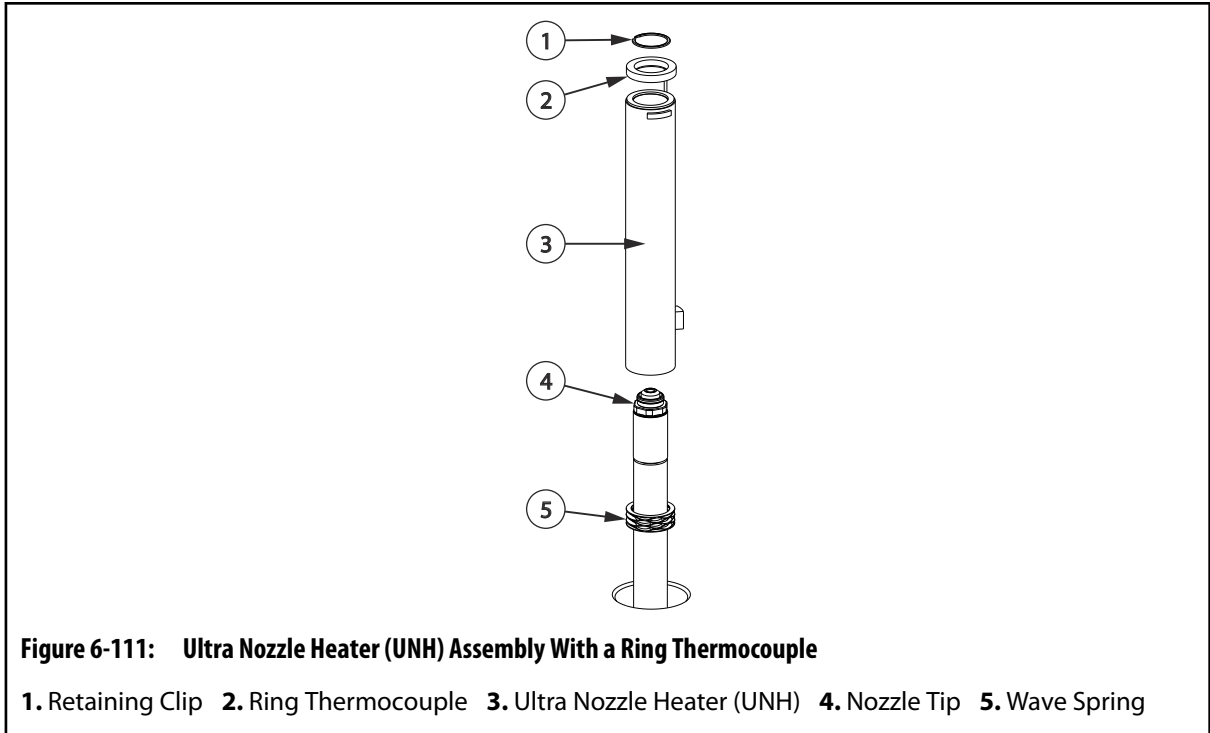 1
2
3
4
5
Figure 6-111: Ultra Nozzle Heater (UNH) Assembly With a Ring Thermocouple
1. Retaining Clip 2. Ring Thermocouple 3. Ultra Nozzle Heater (UNH) 4. Nozzle Tip 5. Wave Spring